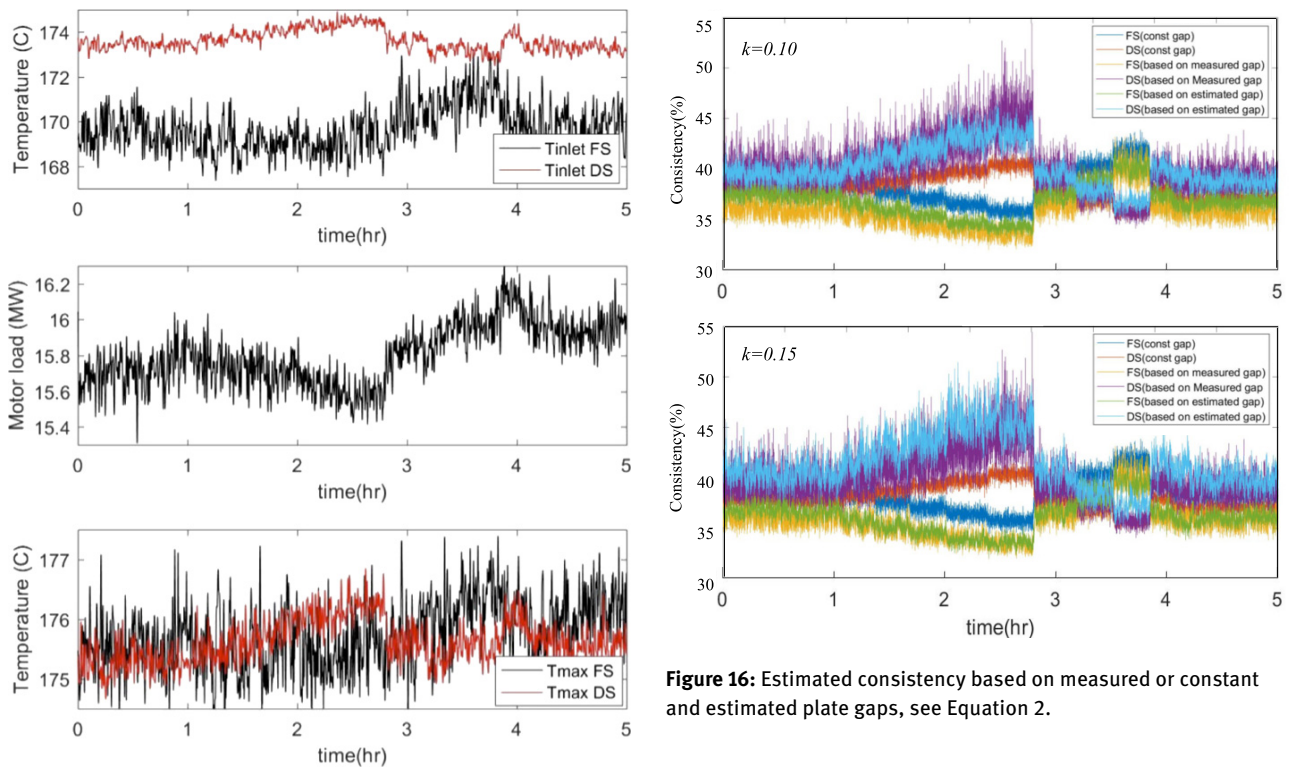 174
172
170
168
Temperature (C)
Tinlet FS
Tinlet DS
0 1 2 3 4 5
time(hr)
16.2
16
15.8
15.6
15.4
Motor load (MW)
0 1 2 3 4 5
time(hr)
177
176
175
Temperature (C)
Tmax FS
Tmax DS
0 1 2 3 4 5
time(hr)
55
50
45
40
35
30
Consistency(%)
k=0.10
FS(const gap)
DS(const gap)
FS(based on measured gap)
DS(based on Measured gap
FS(based on estimated gap)
DS(based on estimated gap)
0 1 2 3 4 5
55
50
45
40
35
30
Consistency(%)
k=0.15
FS(const gap)
DS(const gap)
FS(based on measured gap)
DS(based on Measured gap
FS(based on estimated gap)
DS(based on estimated gap)
0 1 2 3 4 5
time(hr)
Figure 16: Estimated consistency based on measured or constant
and estimated plate gaps, see Equation 2.